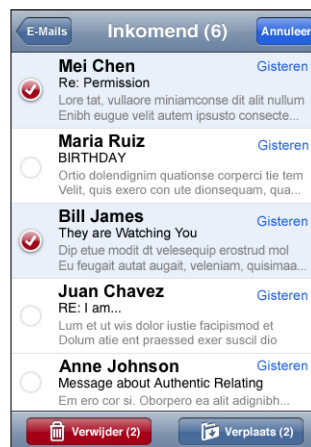 E-Mails Inkomend (6) Annuleer
Mei Chen Gisteren
Re: Permission
Lore tat, vullaore miniamconse dit alit nullum
Enibh eugue velit autem ipsusto consecte...
Maria Ruiz Gisteren
BIRTHDAY
Ortio dolendignim quationse corperci tie tem
Velit, quis exero con ute dionsequam, qua...
Bill James Gisteren
They are Watching You
Dip etue modit dt velesequip erostrud mol
Eu feugait autat augait, veleniam, quisimaa...
Juan Chavez Gisteren
RE: I am...
Lum et ut wis dolor iustie facipismod et
Dolum atie ent praessed exer suscil dio
Anne Johnson Gisteren
Message about Authentic Relating
Em ero cor si. Oborpero ea alit adignibh...
Verwijder (2) Verplaats (2)